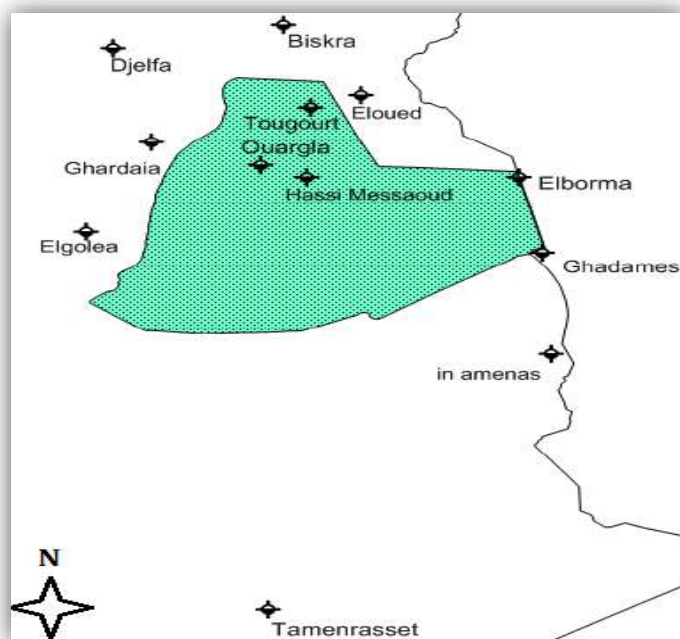 Biskra
Djelfa
Eloued
Tougourt
Ouargla
Ghardaia
Hassi Messaoud
Elborma
Elgolea
Ghadames
in amenas
N
Tamenrasset